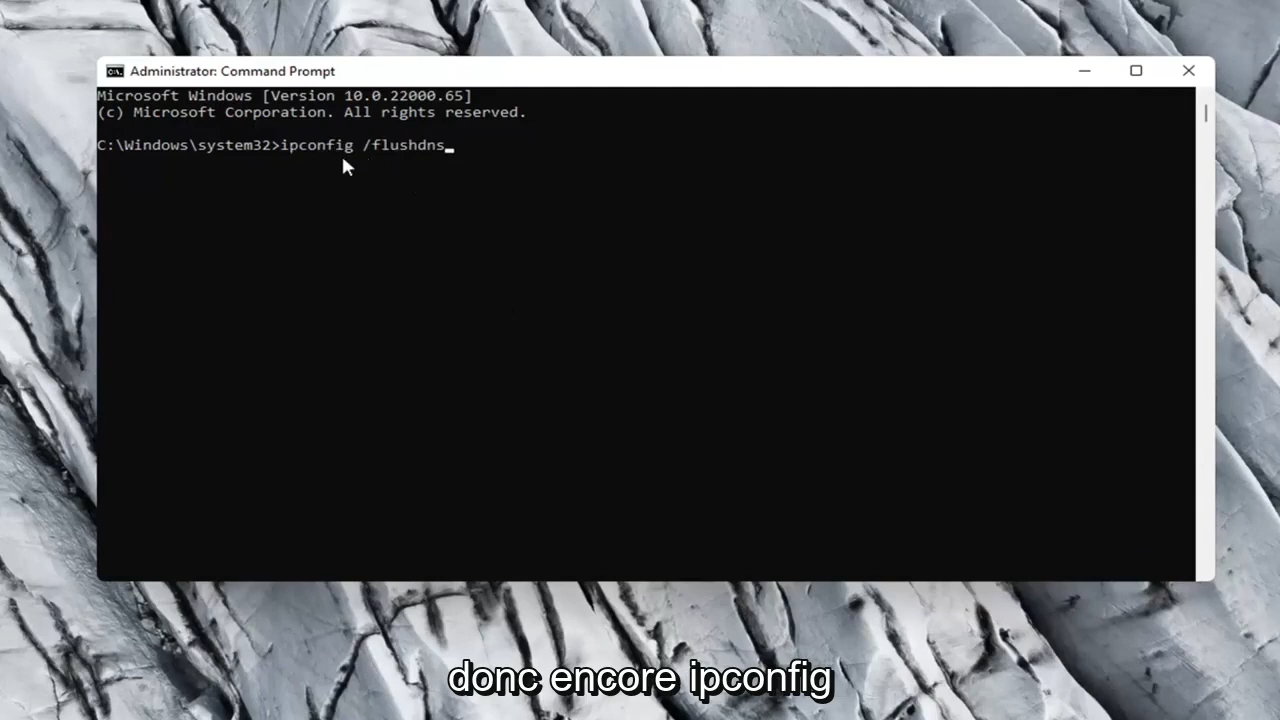 Administrator: Command Prompt
Microsoft Windows [Version 10.0.22000.65]
(c) Microsoft Corporation. All rights reserved.
C:\Windows\system32>ipconfig /flushdns
donc encore ipconfig